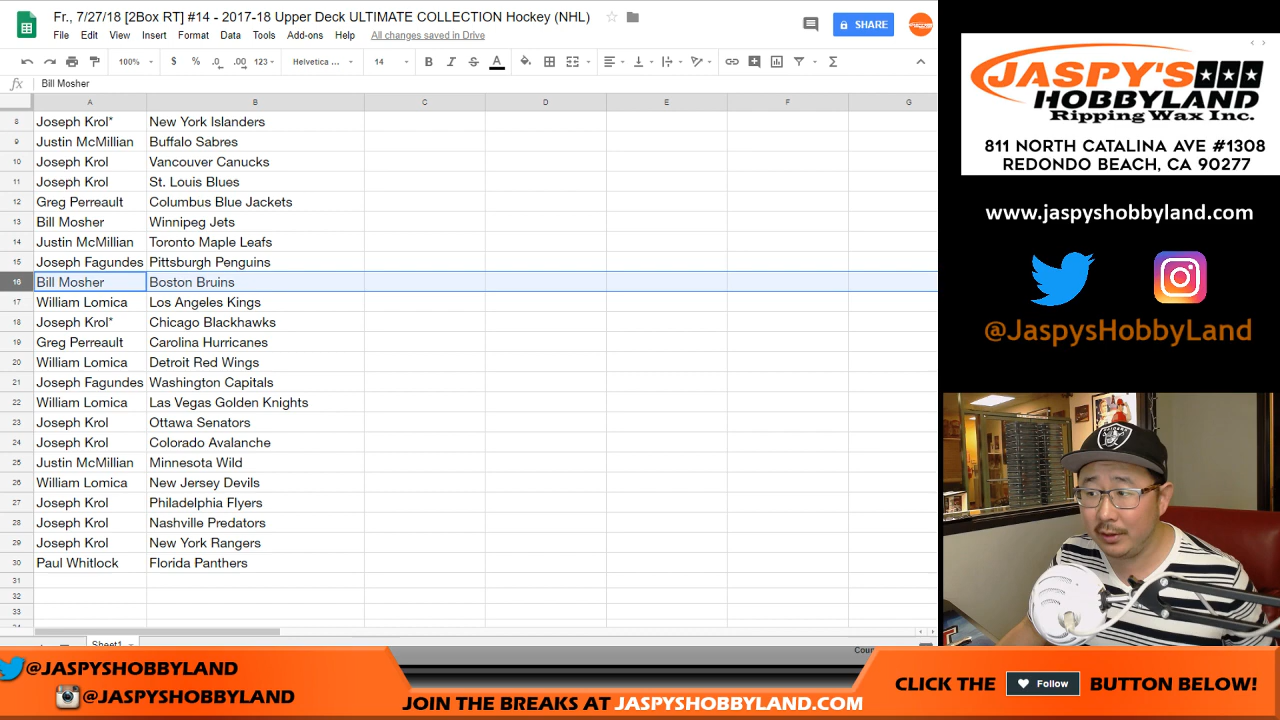 Fr., 7/27/18 [2Box RT] #14 - 2017-18 Upper Deck ULTIMATE COLLECTION Hockey (NHL)
SHARE
File Edit View Insert Format Data Tools Add-ons Help All changes saved in Drive
100% $ % .0 .00 123 Helvetica ... 14 B I S A
fx Bill Mosher
A B C D E F G
8 Joseph Krol* New York Islanders
9 Justin McMillian Buffalo Sabres
10 Joseph Krol Vancouver Canucks
11 Joseph Krol St. Louis Blues
12 Greg Perreault Columbus Blue Jackets
13 Bill Mosher Winnipeg Jets
14 Justin McMillian Toronto Maple Leafs
15 Joseph Fagundes Pittsburgh Penguins
16 Bill Mosher Boston Bruins
17 William Lomica Los Angeles Kings
18 Joseph Krol* Chicago Blackhawks
19 Greg Perreault Carolina Hurricanes
20 William Lomica Detroit Red Wings
21 Joseph Fagundes Washington Capitals
22 William Lomica Las Vegas Golden Knights
23 Joseph Krol Ottawa Senators
24 Joseph Krol Colorado Avalanche
25 Justin McMillian Minnesota Wild
26 William Lomica New Jersey Devils
27 Joseph Krol Philadelphia Flyers
28 Joseph Krol Nashville Predators
29 Joseph Krol New York Rangers
30 Paul Whitlock Florida Panthers
31
32
33
Sheet1
JASPY'S
HOBBYLAND
Ripping Wax Inc.
811 NORTH CATALINA AVE #1308
REDONDO BEACH, CA 90277
www.jaspyshobbyland.com
@JaspysHobbyLand
@JASPYSHOBBYLAND
@JASPYSHOBBYLAND
JOIN THE BREAKS AT JASPYSHOBBYLAND.COM
CLICK THE Follow BUTTON BELOW!